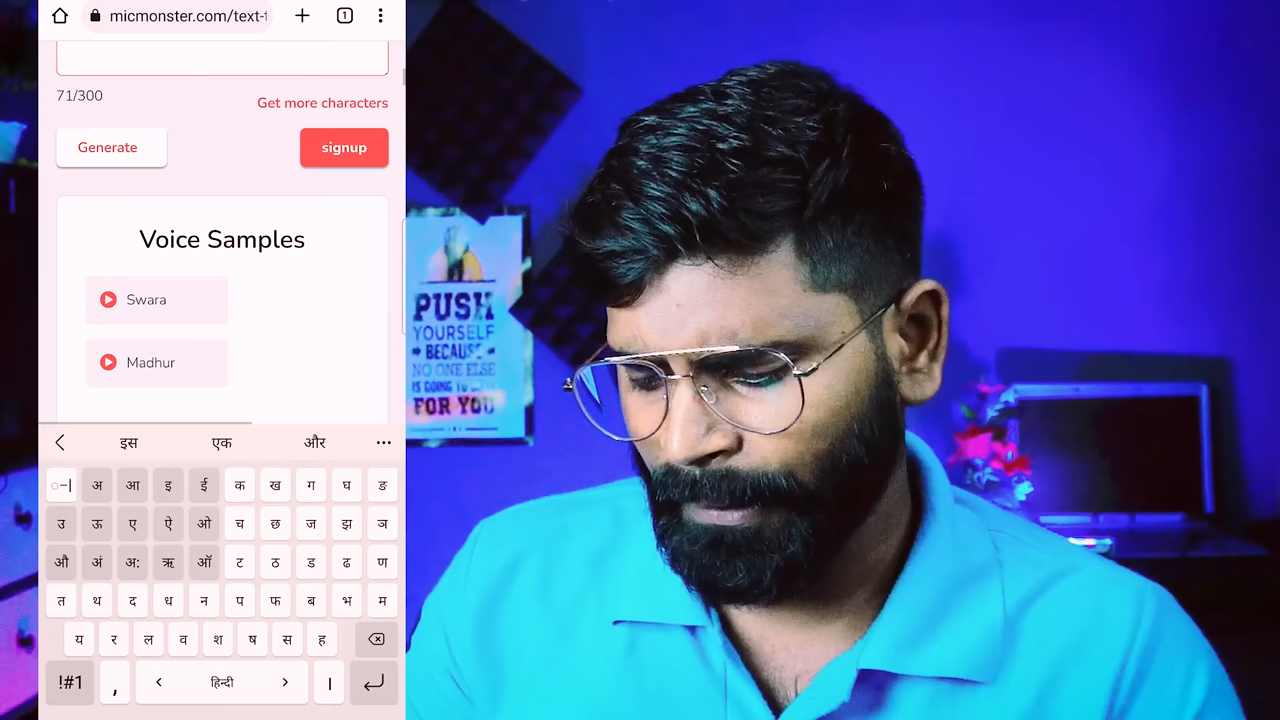 micmonster.com/text-t
1
71/300
Get more characters
Generate
signup
Voice Samples
Swara
Madhur
इस
एक
और
अ आ इ ई क ख ग घ ङ
उ ऊ ए ऐ ओ च छ ज झ ञ
औ अं अः ऋ ऑ ट ठ ड ढ ण
त थ द ध न प फ ब भ म
य र ल व श ष स ह
!#1 , < हिन्दी > ।
PUSH
YOURSELF
BECAUSE
NO ONE ELSE
IS GOING TO
FOR YOU